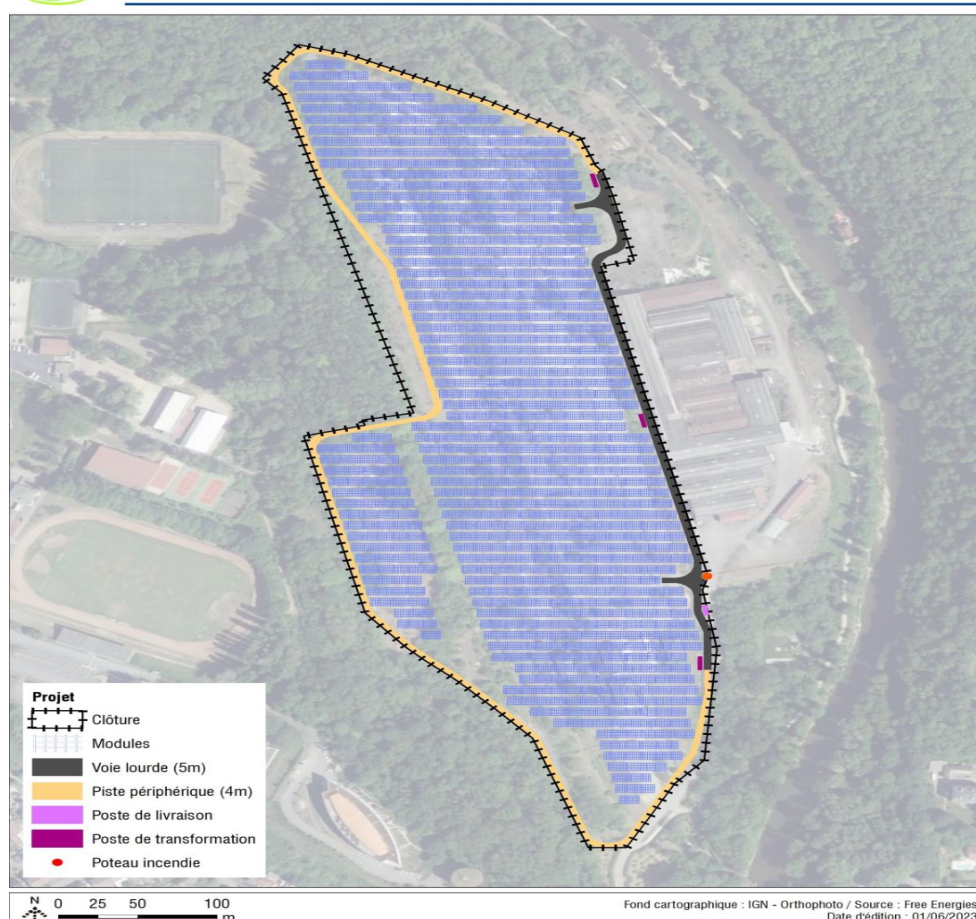 Projet
Clôture
Modules
Voie lourde (5m)
Piste périphérique (4m)
Poste de livraison
Poste de transformation
Poteau incendie
N
0 25 50 100
m
Fond cartographique : IGN - Orthophoto / Source : Free Energies
Date d'édition : 01/06/2023